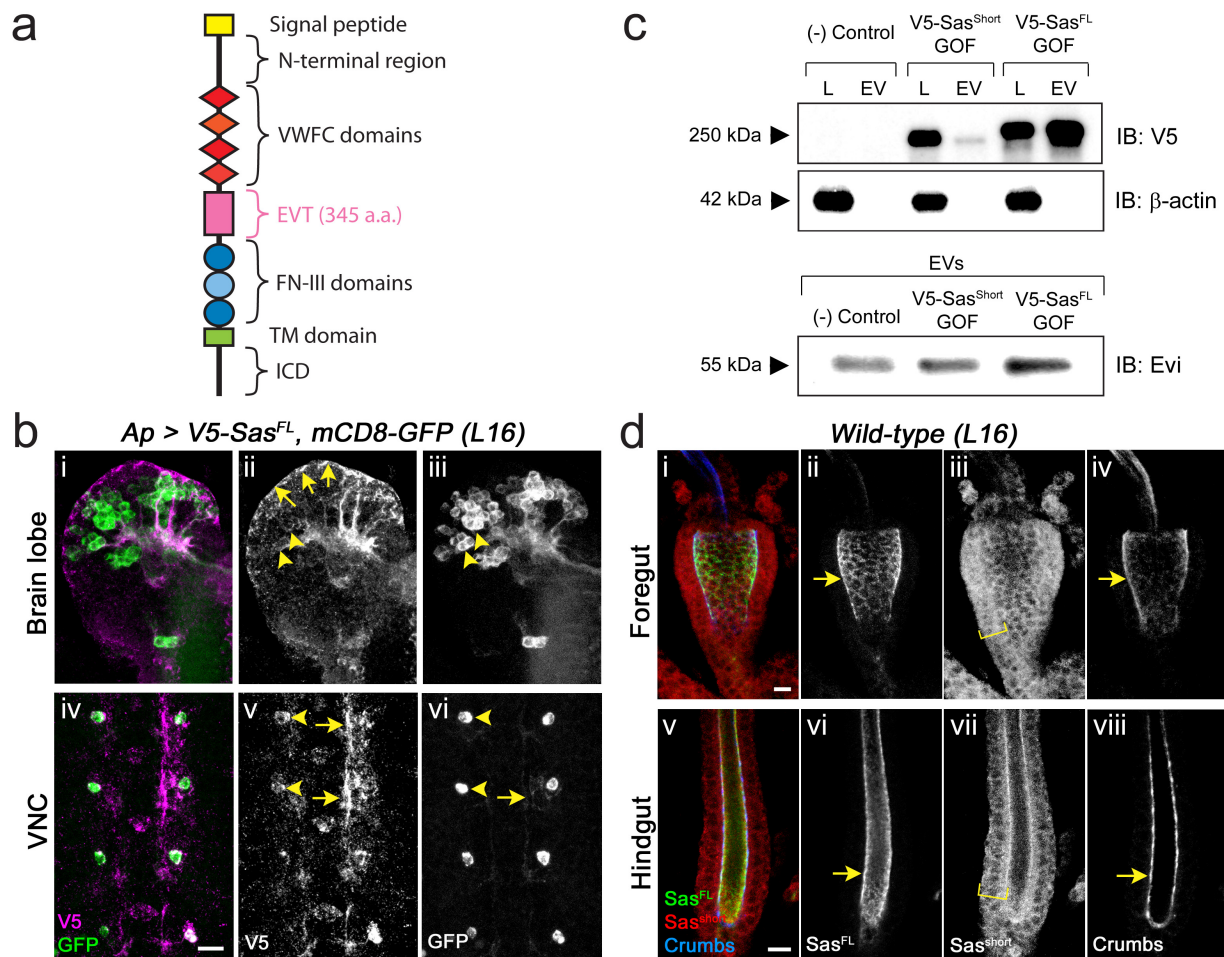 a
Signal peptide
N-terminal region
VWFC domains
EVT (345 a.a.)
FN-III domains
TM domain
ICD
c
(-) Control
V5-Sas^Short GOF
V5-Sas^FL GOF
L EV L EV L EV
250 kDa
IB: V5
42 kDa
IB: β-actin
EVs
(-) Control
V5-Sas^Short GOF
V5-Sas^FL GOF
55 kDa
IB: Evi
b
Ap > V5-Sas^FL, mCD8-GFP (L16)
Brain lobe
i ii iii
VNC
iv v vi
V5
GFP
V5
GFP
d
Wild-type (L16)
Foregut
i ii iii iv
Hindgut
v vi vii viii
Sas^FL
Sas^short
Crumbs
Sas^FL
Sas^short
Crumbs